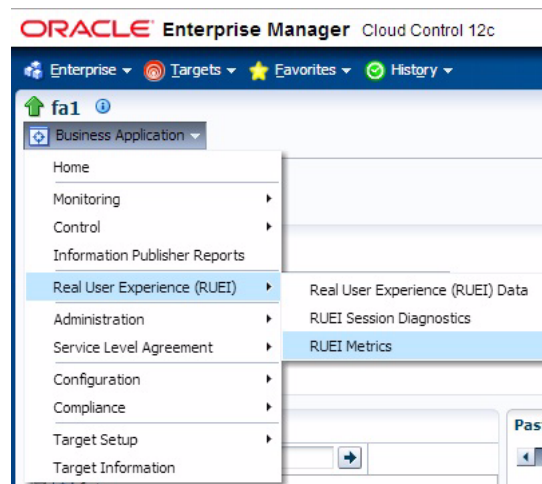 ORACLE Enterprise Manager Cloud Control 12c
Enterprise Targets Favorites History
fa1
Business Application
Home
Monitoring
Control
Information Publisher Reports
Real User Experience (RUEI)
Real User Experience (RUEI) Data
Administration
RUEI Session Diagnostics
Service Level Agreement
RUEI Metrics
Configuration
Compliance
Target Setup
Pas
Target Information